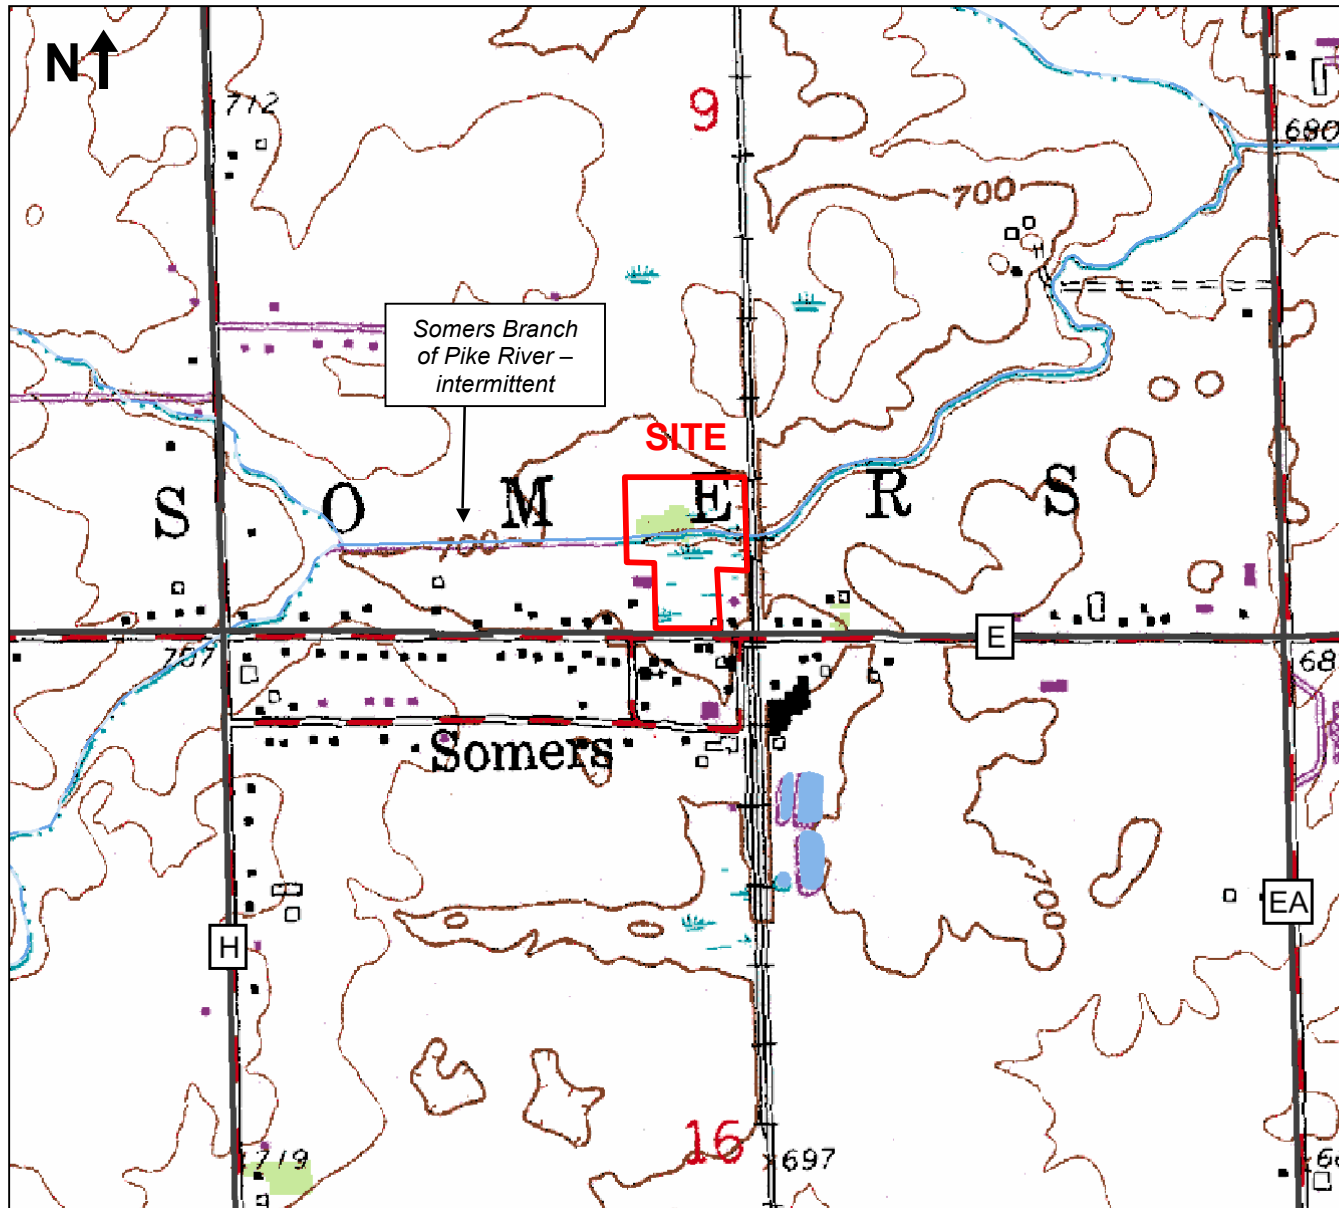 N
712
9
680
700
Somers Branch
of Pike River –
intermittent
SITE
S O M E R S
700
E
707
68
Somers
700
EA
H
16
719
697